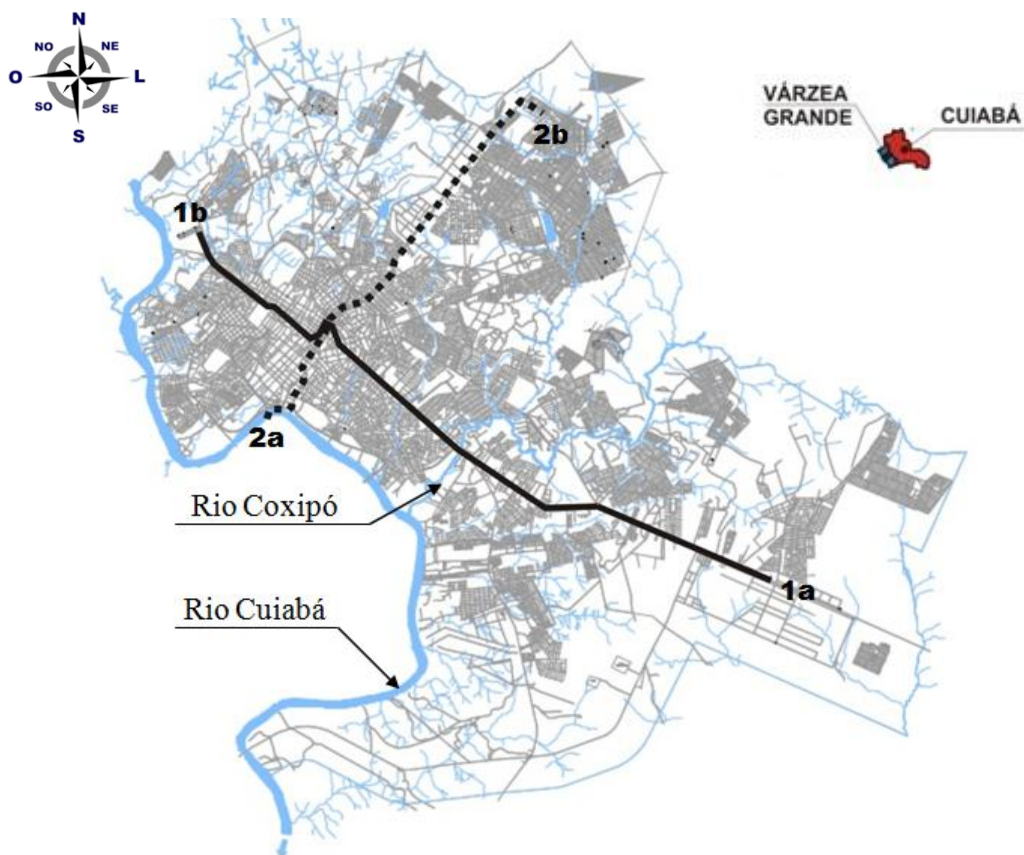 N
NO NE
O L
SO SE
S
VÁRZEA
GRANDE
CUIABÁ
2b
1b
2a
Rio Coxipó
1a
Rio Cuiabá